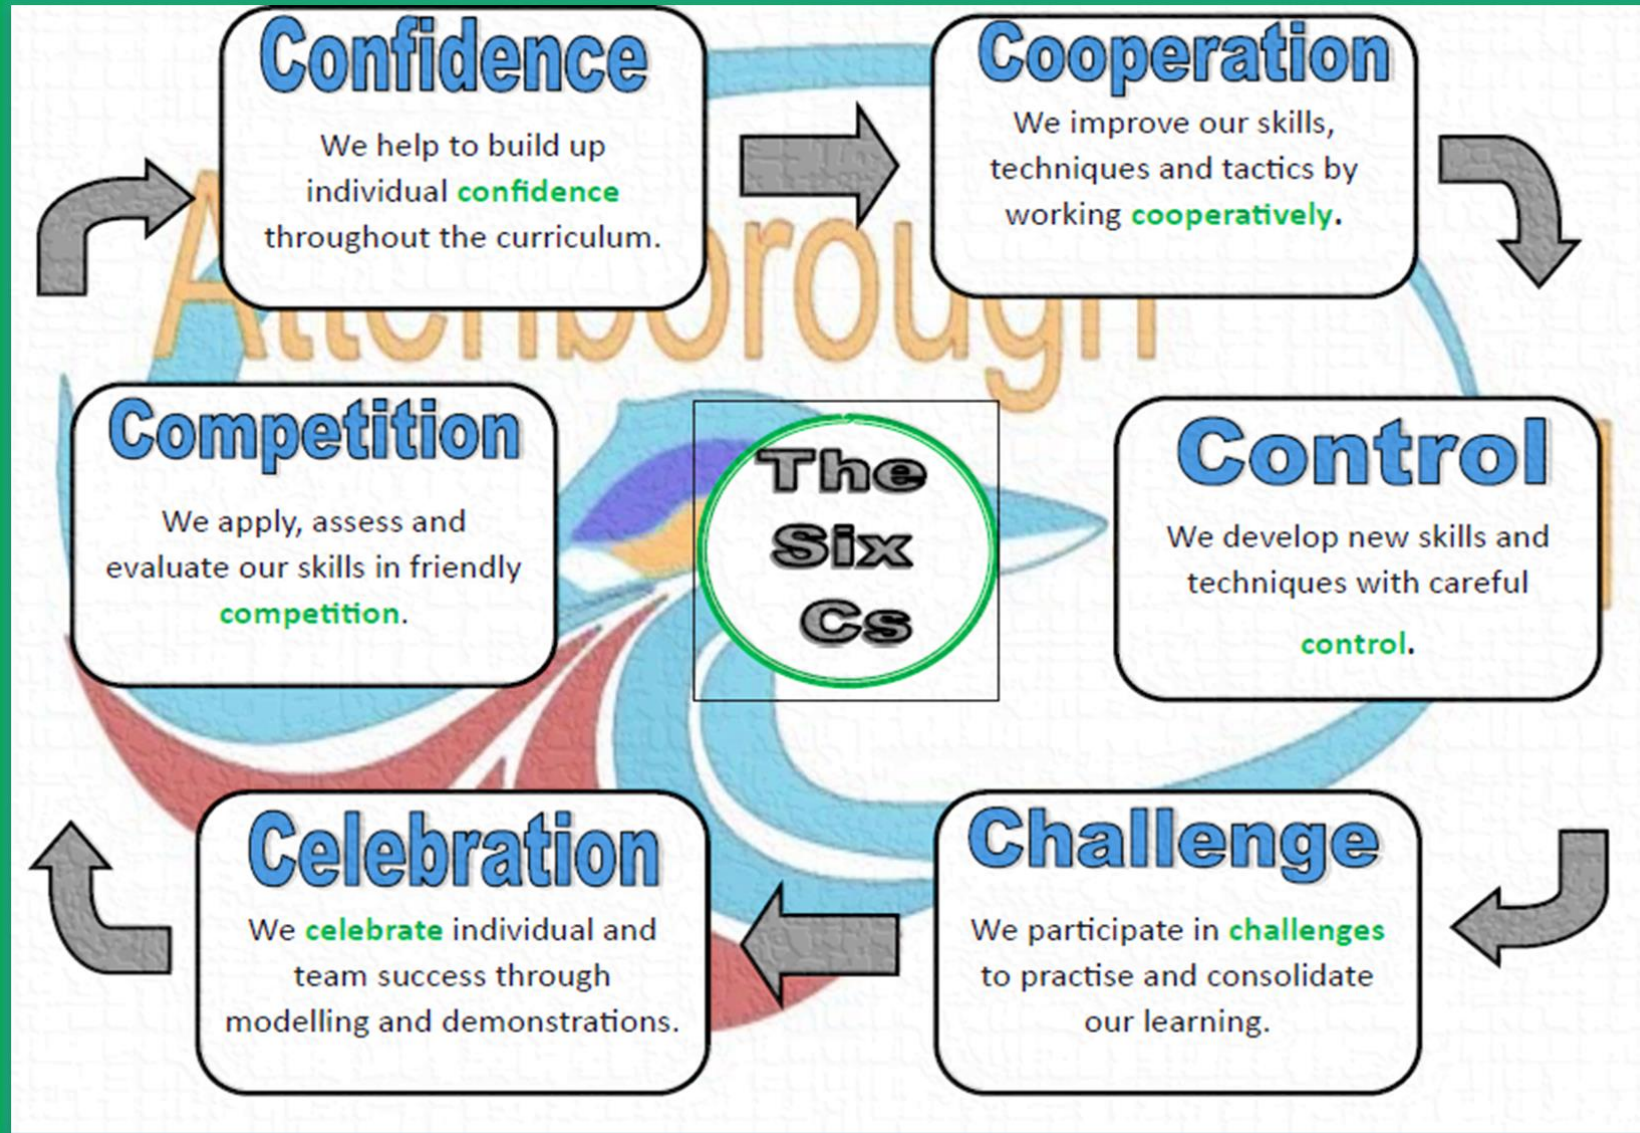 Confidence
We help to build up
individual confidence
throughout the curriculum.
Cooperation
We improve our skills,
techniques and tactics by
working cooperatively.
Attenborough
Competition
We apply, assess and
evaluate our skills in friendly
competition.
The
Six
Cs
Control
We develop new skills and
techniques with careful
control.
Celebration
We celebrate individual and
team success through
modelling and demonstrations.
Challenge
We participate in challenges
to practise and consolidate
our learning.